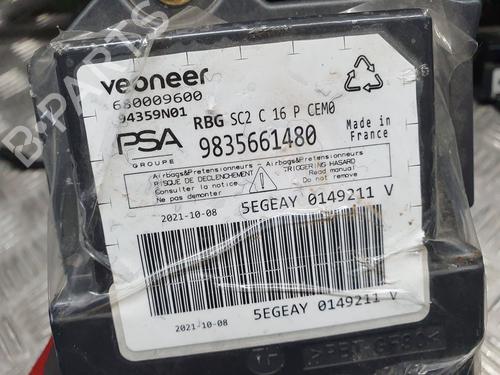 veoneer
680009600
94359N01
RBG SC2 C 16 P CEM0
PSA
GROUPE
9835661480
Made in
France
Airbags&Pretensionneurs - Airbags&Pretensioners
RISQUE DE DECLENCHEMENT
TRIGGERING HASARD
Consulter la notice
Read manual
Ne pas demonter
Do not remove
2021-10-08
5EGEAY 0149211 V
2021-10-08
5EGEAY 0149211 V
B-PARTS